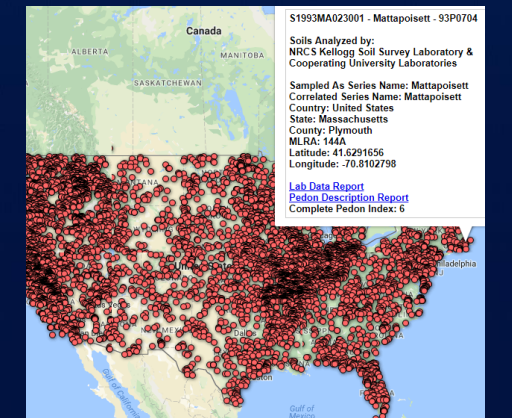 S1993MA023001 - Mattapoisett - 93P0704
Soils Analyzed by:
NRCS Kellogg Soil Survey Laboratory &
Cooperating University Laboratories
Sampled As Series Name: Mattapoisett
Correlated Series Name: Mattapoisett
Country: United States
State: Massachusetts
County: Plymouth
MLRA: 144A
Latitude: 41.6291656
Longitude: -70.8102798
Lab Data Report
Pedon Description Report
Complete Pedon Index: 6
Canada
ALBERTA
MANITOBA
SASKATCHEWAN
Gulf of
California
Gulf of
Mexico